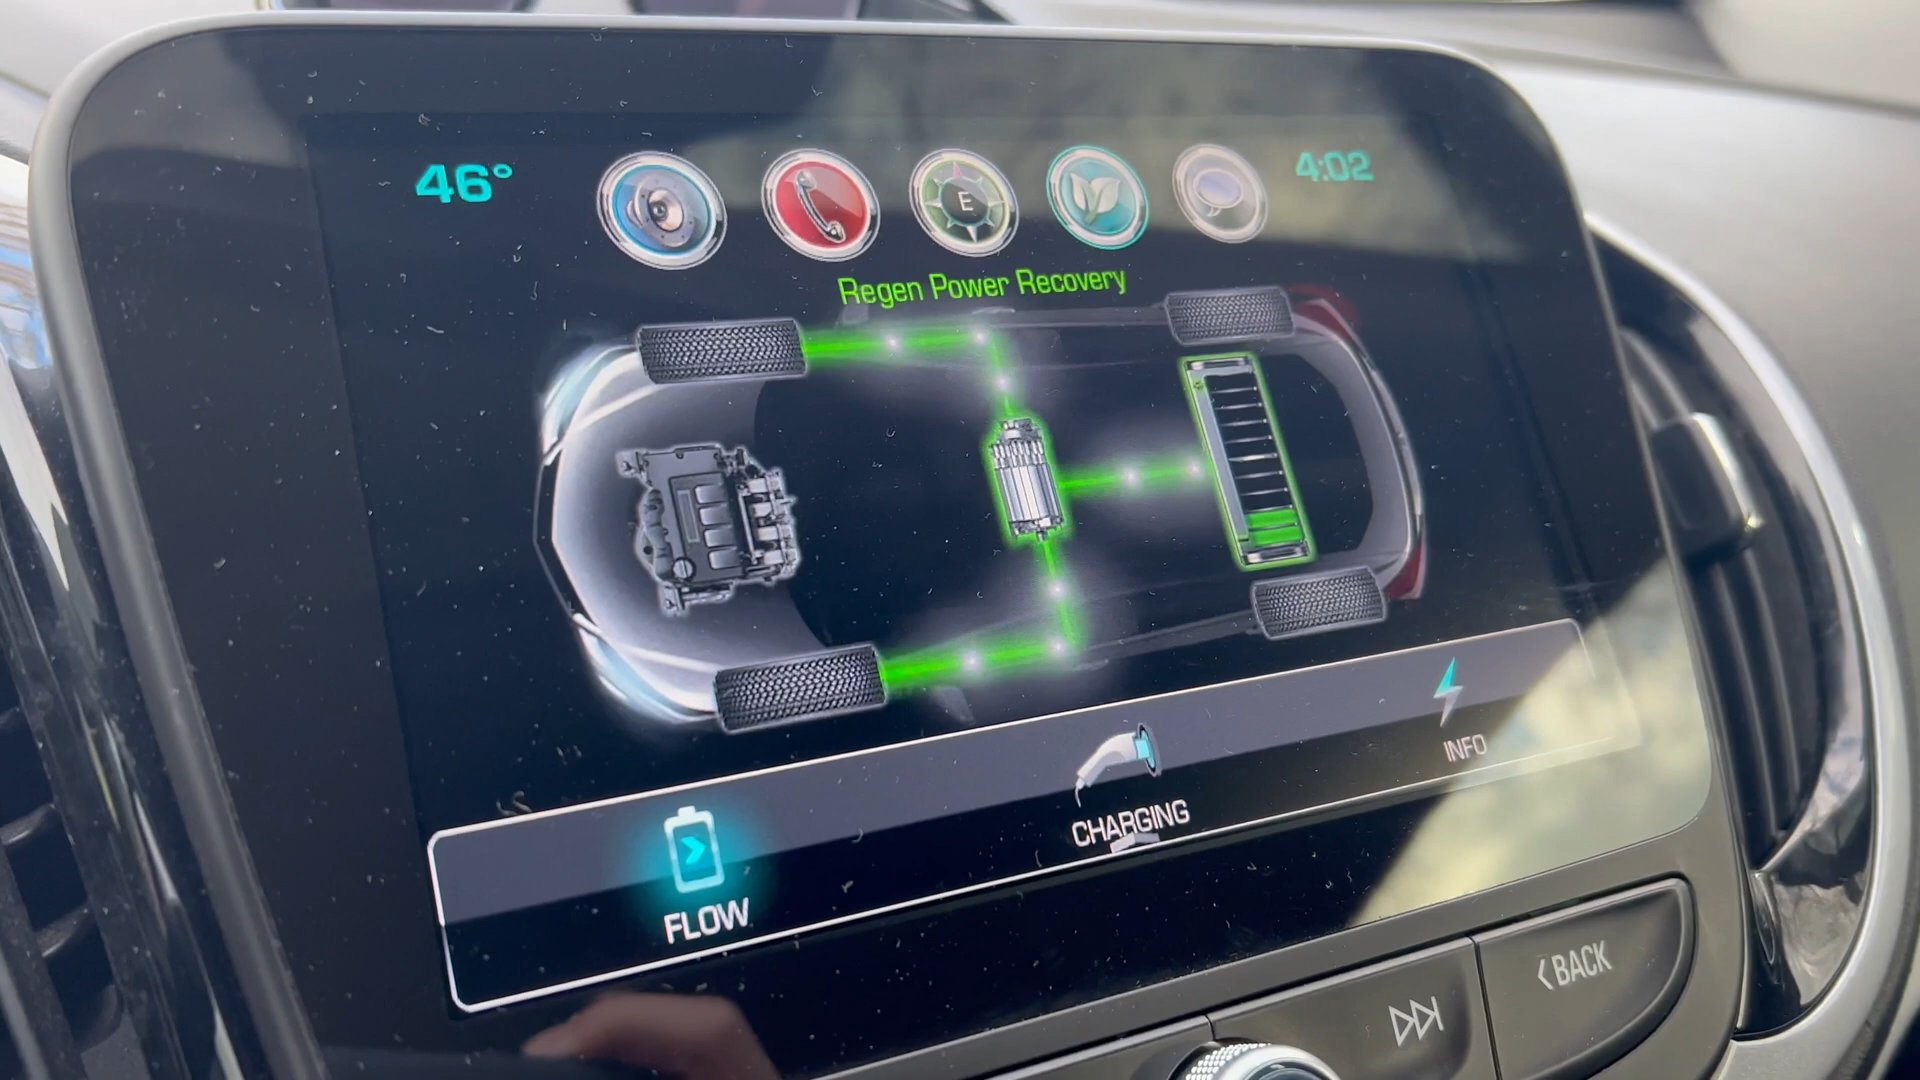 46°
E
4:02
Regen Power Recovery
FLOW
CHARGING
INFO
BACK